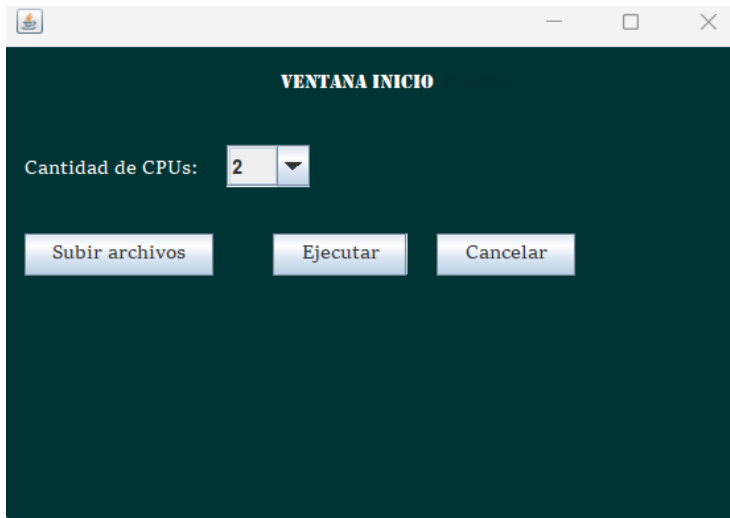 VENTANA INICIO
Cantidad de CPUs: 2
Subir archivos Ejecutar Cancelar